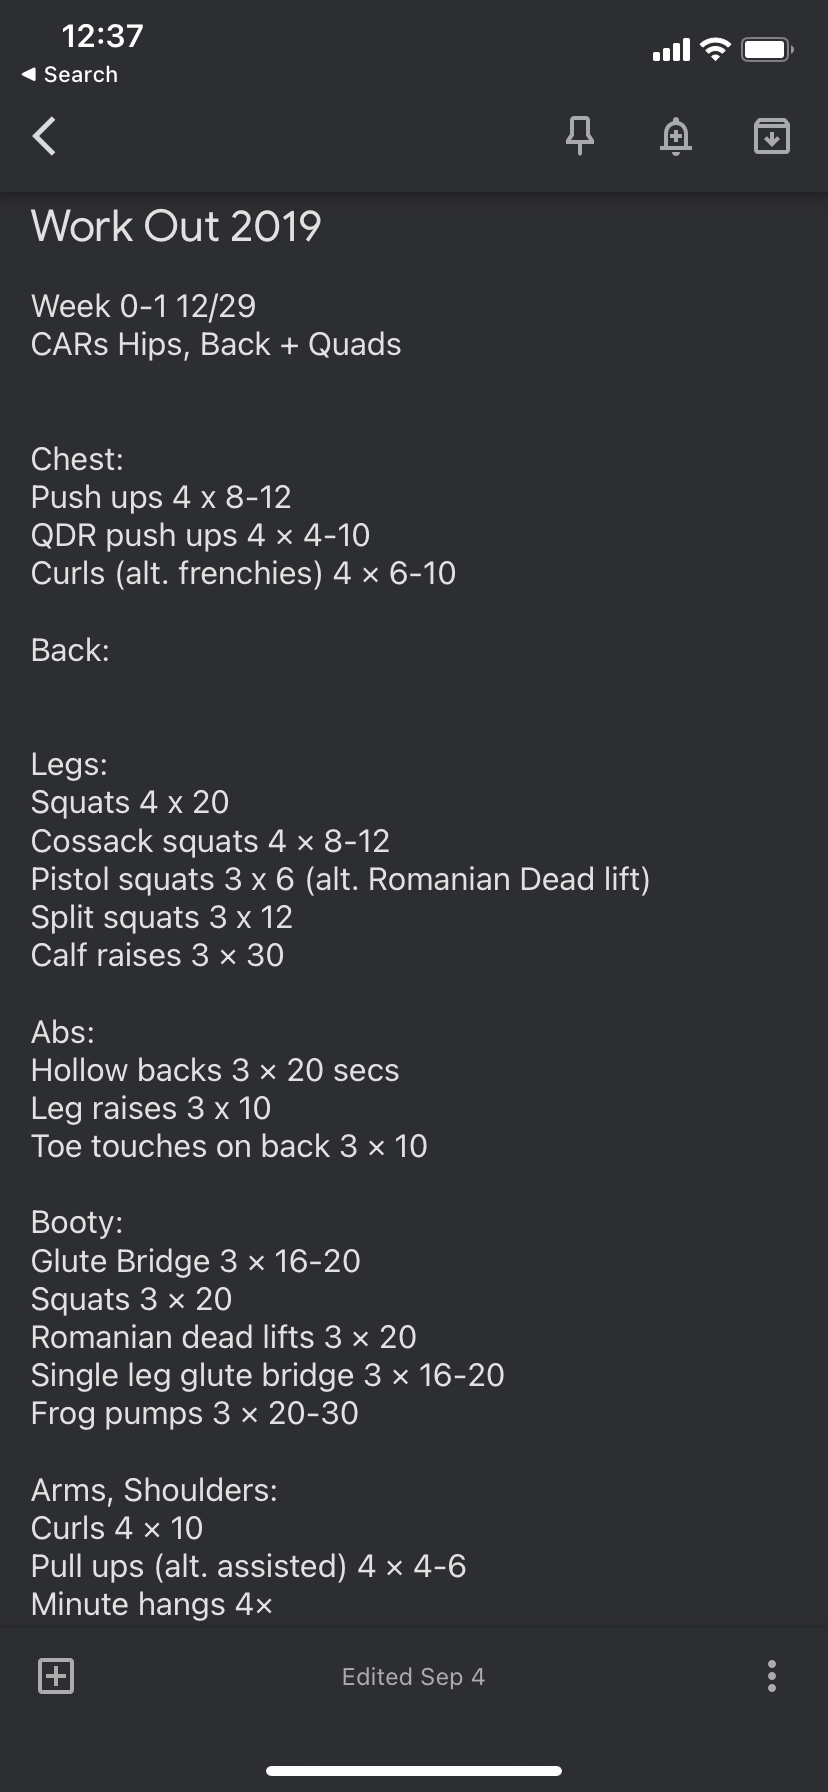 12:37
◀ Search
Work Out 2019
Week 0-1 12/29
CARs Hips, Back + Quads
Chest:
Push ups 4 x 8-12
QDR push ups 4 × 4-10
Curls (alt. frenchies) 4 × 6-10
Back:
Legs:
Squats 4 x 20
Cossack squats 4 × 8-12
Pistol squats 3 x 6 (alt. Romanian Dead lift)
Split squats 3 x 12
Calf raises 3 × 30
Abs:
Hollow backs 3 × 20 secs
Leg raises 3 x 10
Toe touches on back 3 × 10
Booty:
Glute Bridge 3 × 16-20
Squats 3 × 20
Romanian dead lifts 3 × 20
Single leg glute bridge 3 × 16-20
Frog pumps 3 × 20-30
Arms, Shoulders:
Curls 4 × 10
Pull ups (alt. assisted) 4 × 4-6
Minute hangs 4×
Edited Sep 4